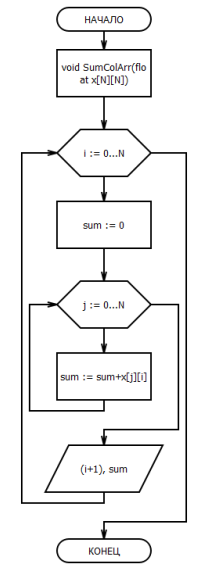 НАЧАЛО
void SumColArr(flo
at x[N][N])
i := 0...N
sum := 0
j := 0...N
sum := sum+x[j][i]
(i+1), sum
КОНЕЦ